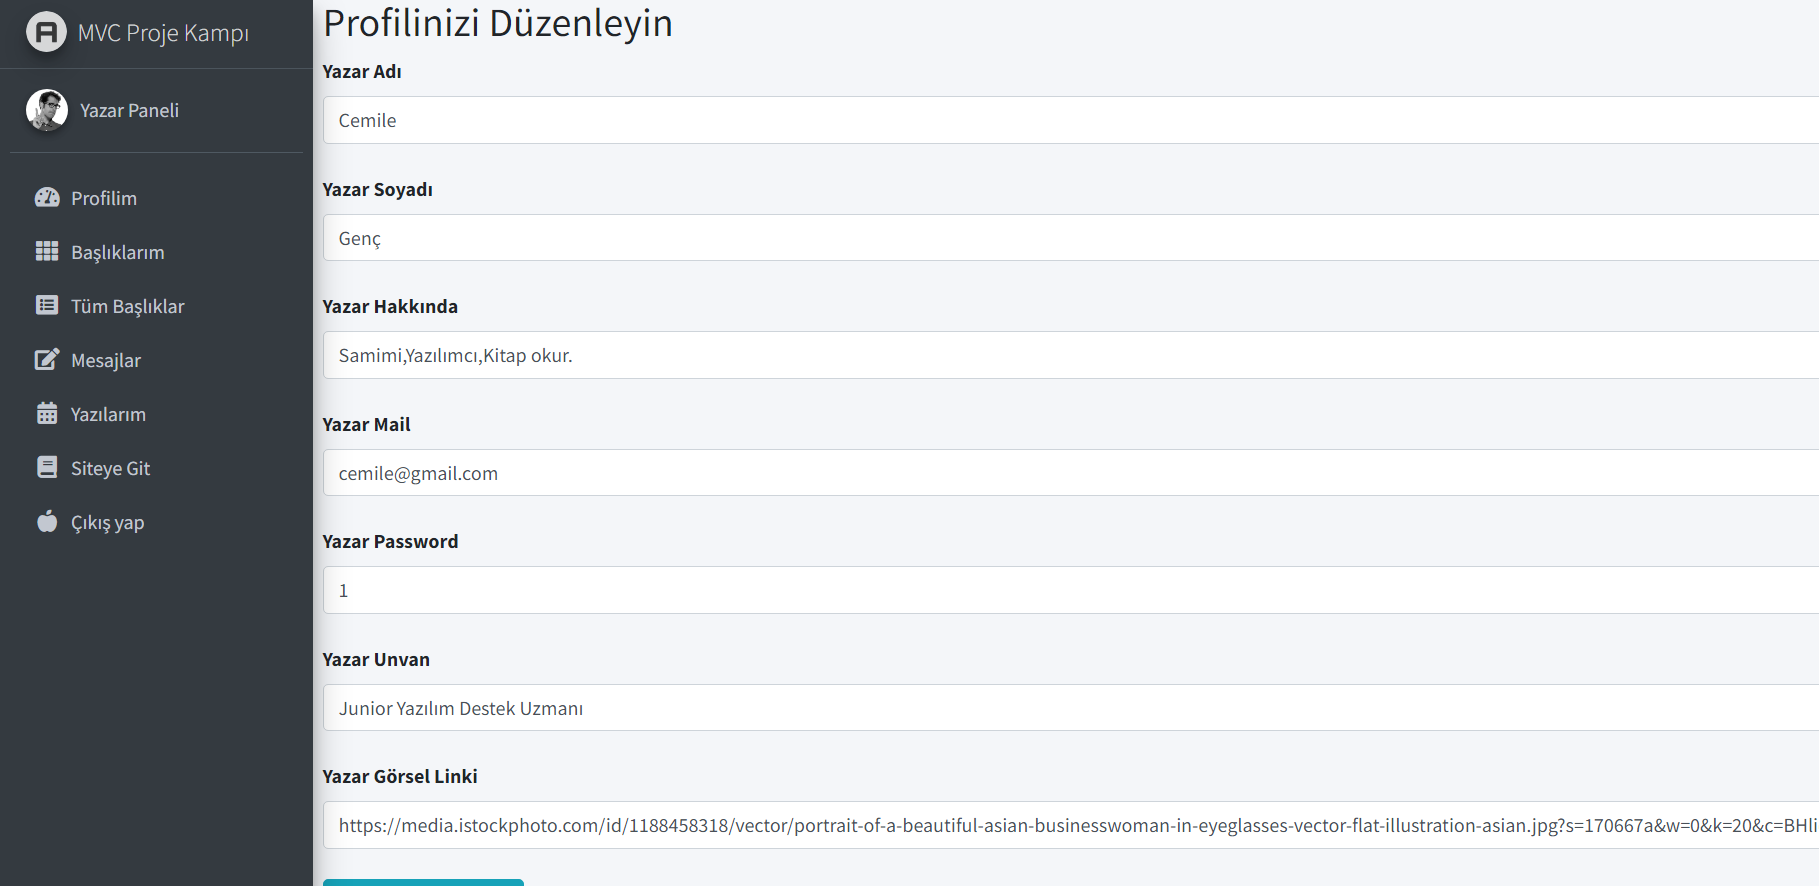 MVC Proje Kampı
Yazar Paneli
Profilim
Başlıklarım
Tüm Başlıklar
Mesajlar
Yazılarım
Siteye Git
Çıkış yap
Profilinizi Düzenleyin
Yazar Adı
Cemile
Yazar Soyadı
Genç
Yazar Hakkında
Samimi,Yazılımcı,Kitap okur.
Yazar Mail
cemile@gmail.com
Yazar Password
1
Yazar Unvan
Junior Yazılım Destek Uzmanı
Yazar Görsel Linki
https://media.istockphoto.com/id/1188458318/vector/portrait-of-a-beautiful-asian-businesswoman-in-eyeglasses-vector-flat-illustration-asian.jpg?s=170667a&w=0&k=20&c=BHli